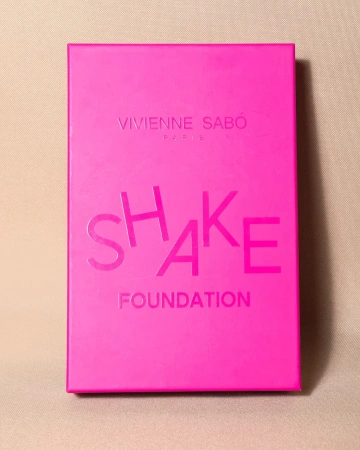 VIVIENNE SABÓ
PARIS
SHAKE
FOUNDATION